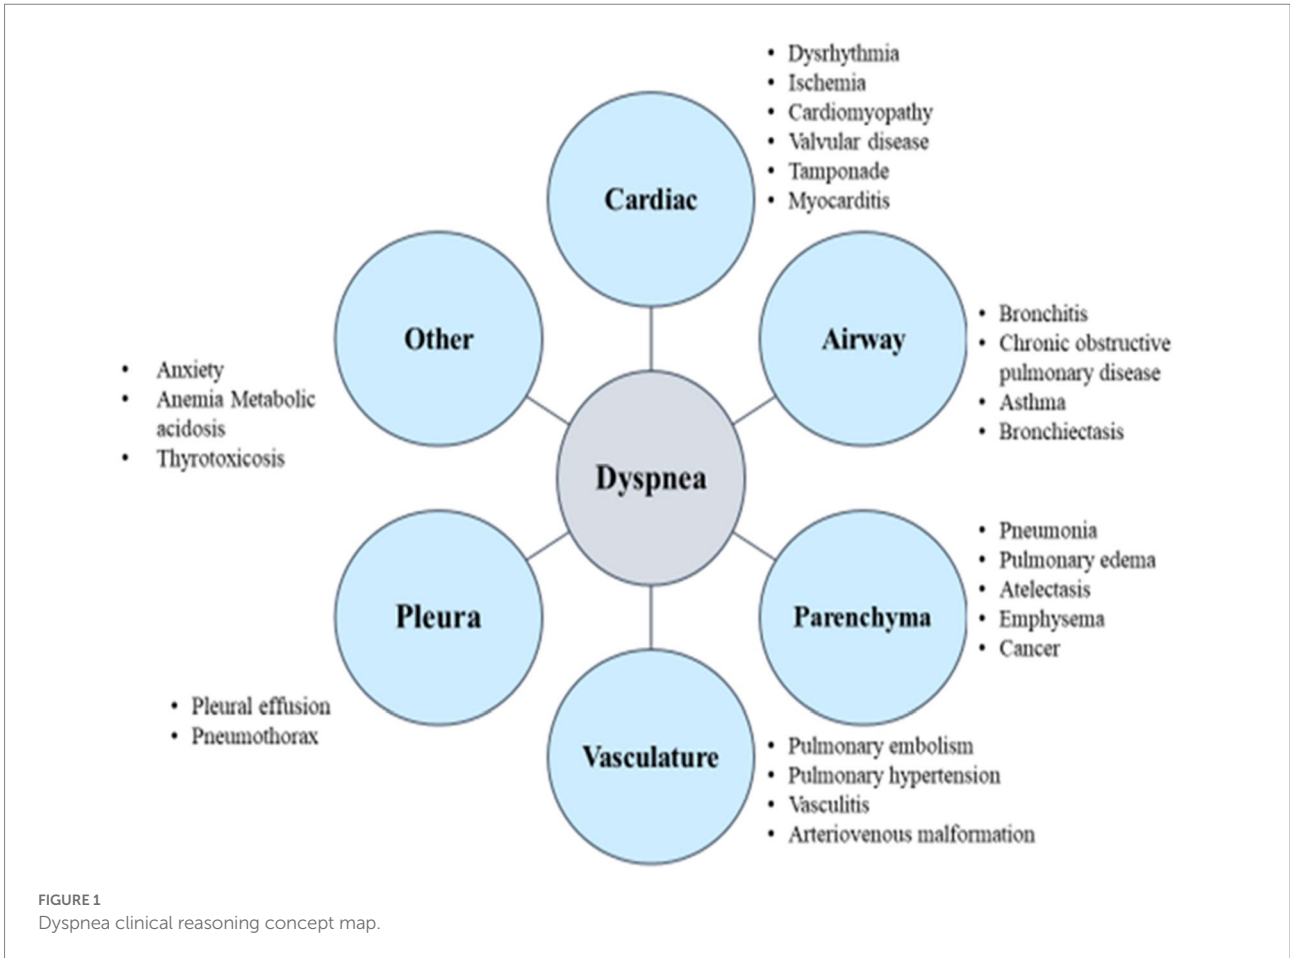 • Dysrhythmia
• Ischemia
• Cardiomyopathy
• Valvular disease
• Tamponade
• Myocarditis
Cardiac
Other
Airway
• Bronchitis
• Chronic obstructive
pulmonary disease
• Asthma
• Bronchiectasis
• Anxiety
• Anemia Metabolic
acidosis
• Thyrotoxicosis
Dyspnea
Pleura
Parenchyma
• Pneumonia
• Pulmonary edema
• Atelectasis
• Emphysema
• Cancer
• Pleural effusion
• Pneumothorax
Vasculature
• Pulmonary embolism
• Pulmonary hypertension
• Vasculitis
• Arteriovenous malformation
FIGURE 1
Dyspnea clinical reasoning concept map.